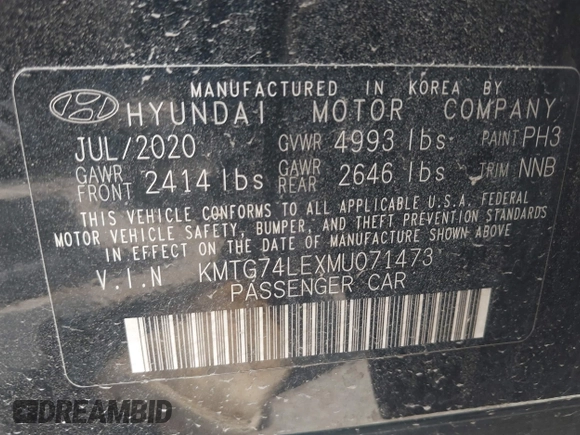 MANUFACTURED IN KOREA BY
HYUNDAI MOTOR COMPANY
JUL/2020 GVWR 4993 lbs PAINT PH3
GAWR FRONT 2414 lbs GAWR REAR 2646 lbs TRIM NNB
THIS VEHICLE CONFORMS TO ALL APPLICABLE U.S.A. FEDERAL
MOTOR VEHICLE SAFETY, BUMPER, AND THEFT PREVENTION STANDARDS
IN EFFECT ON THE DATE OF MANUFACTURE SHOWN ABOVE
V.I.N KMTG74LEXMU071473
PASSENGER CAR
DREAMBID